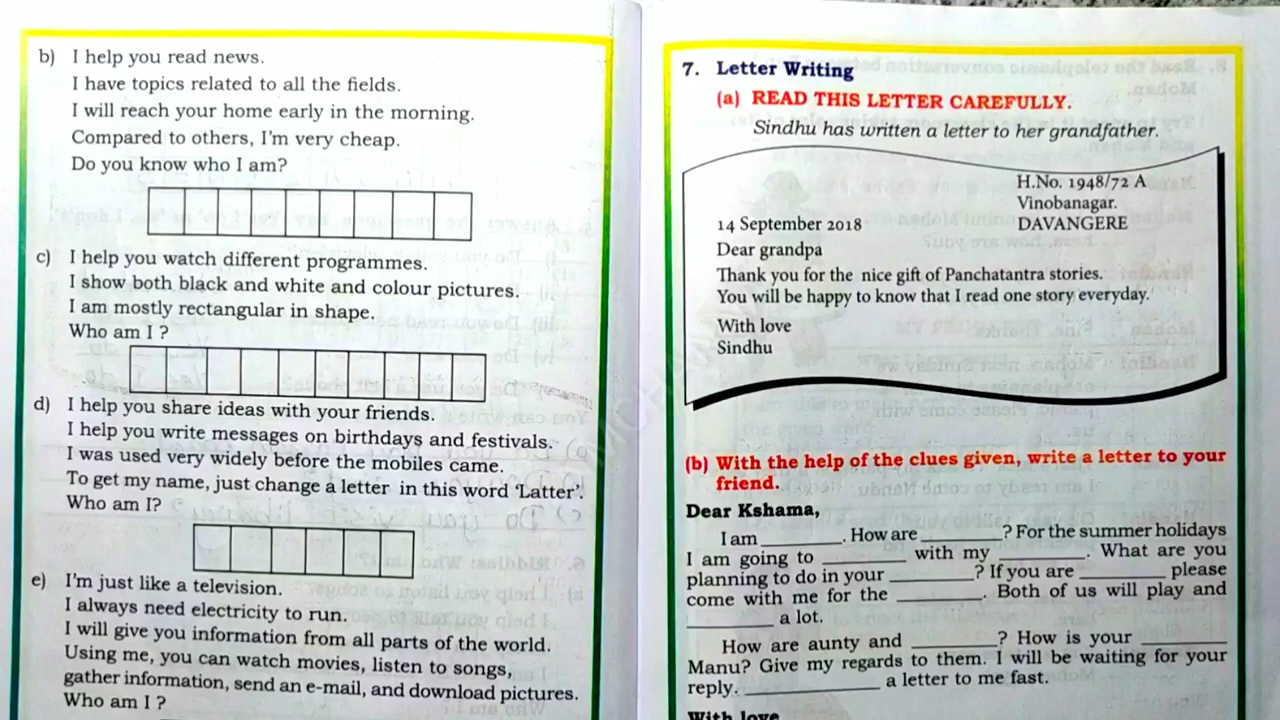 b) I help you read news.
I have topics related to all the fields.
I will reach your home early in the morning.
Compared to others, I'm very cheap.
Do you know who I am?
c) I help you watch different programmes.
I show both black and white and colour pictures.
I am mostly rectangular in shape.
Who am I ?
d) I help you share ideas with your friends.
I help you write messages on birthdays and festivals.
I was used very widely before the mobiles came.
To get my name, just change a letter in this word 'Latter'.
Who am I?
e) I'm just like a television.
I always need electricity to run.
I will give you information from all parts of the world.
Using me, you can watch movies, listen to songs,
gather information, send an e-mail, and download pictures.
Who am I ?
7. Letter Writing
(a) READ THIS LETTER CAREFULLY.
Sindhu has written a letter to her grandfather.
H.No. 1948/72 A
Vinobanagar.
14 September 2018 DAVANGERE
Dear grandpa
Thank you for the nice gift of Panchatantra stories.
You will be happy to know that I read one story everyday.
With love
Sindhu
(b) With the help of the clues given, write a letter to your
friend.
Dear Kshama,
I am ________. How are ________? For the summer holidays
I am going to ________ with my ________. What are you
planning to do in your ________? If you are ________ please
come with me for the ________. Both of us will play and
________ a lot.
How are aunty and ________? How is your ________
Manu? Give my regards to them. I will be waiting for your
reply. ____________ a letter to me fast.
With love